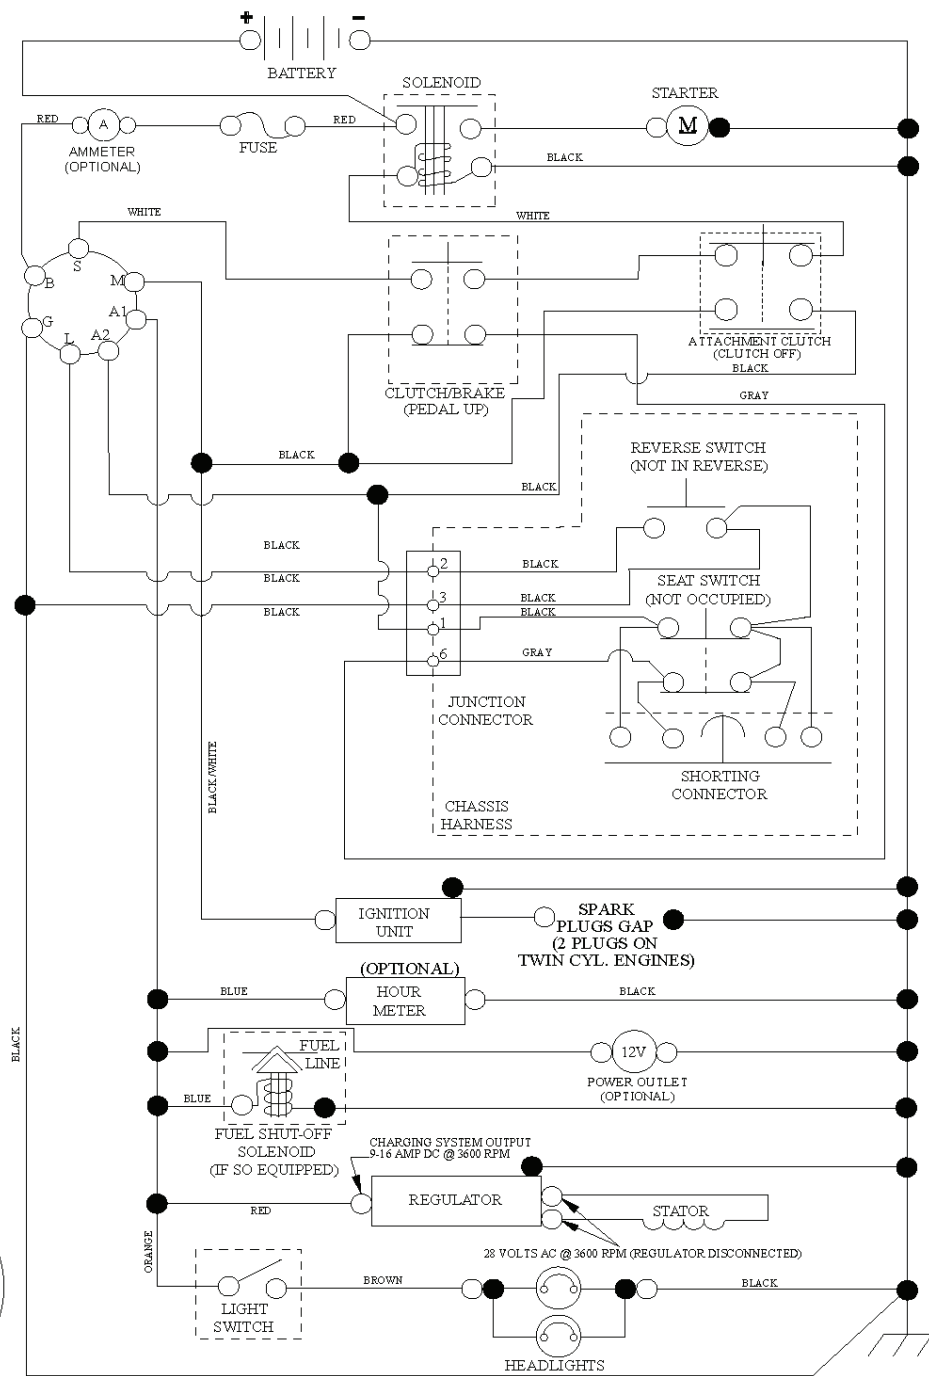 + -
BATTERY
SOLENOID
STARTER
RED
A
RED
M
AMMETER
(OPTIONAL)
FUSE
BLACK
WHITE
WHITE
S
B
M
G
A1
L
A2
ATTACHMENT CLUTCH
(CLUTCH OFF)
BLACK
CLUTCH/BRAKE
(PEDAL UP)
GRAY
BLACK
REVERSE SWITCH
(NOT IN REVERSE)
BLACK
BLACK
2
BLACK
BLACK
SEAT SWITCH
(NOT OCCUPIED)
3
BLACK
BLACK
BLACK
1
6
GRAY
JUNCTION
CONNECTOR
BLACK/WHITE
SHORTING
CONNECTOR
CHASSIS
HARNESS
IGNITION
UNIT
SPARK
PLUGS GAP
(2 PLUGS ON
TWIN CYL. ENGINES)
(OPTIONAL)
BLUE
HOUR
METER
BLACK
BLACK
FUEL
LINE
12V
POWER OUTLET
(OPTIONAL)
BLUE
FUEL SHUT-OFF
SOLENOID
(IF SO EQUIPPED)
CHARGING SYSTEM OUTPUT
9-16 AMP DC @ 3600 RPM
REGULATOR
STATOR
RED
ORANGE
28 VOLTS AC @ 3600 RPM (REGULATOR DISCONNECTED)
BROWN
BLACK
LIGHT
SWITCH
HEADLIGHTS